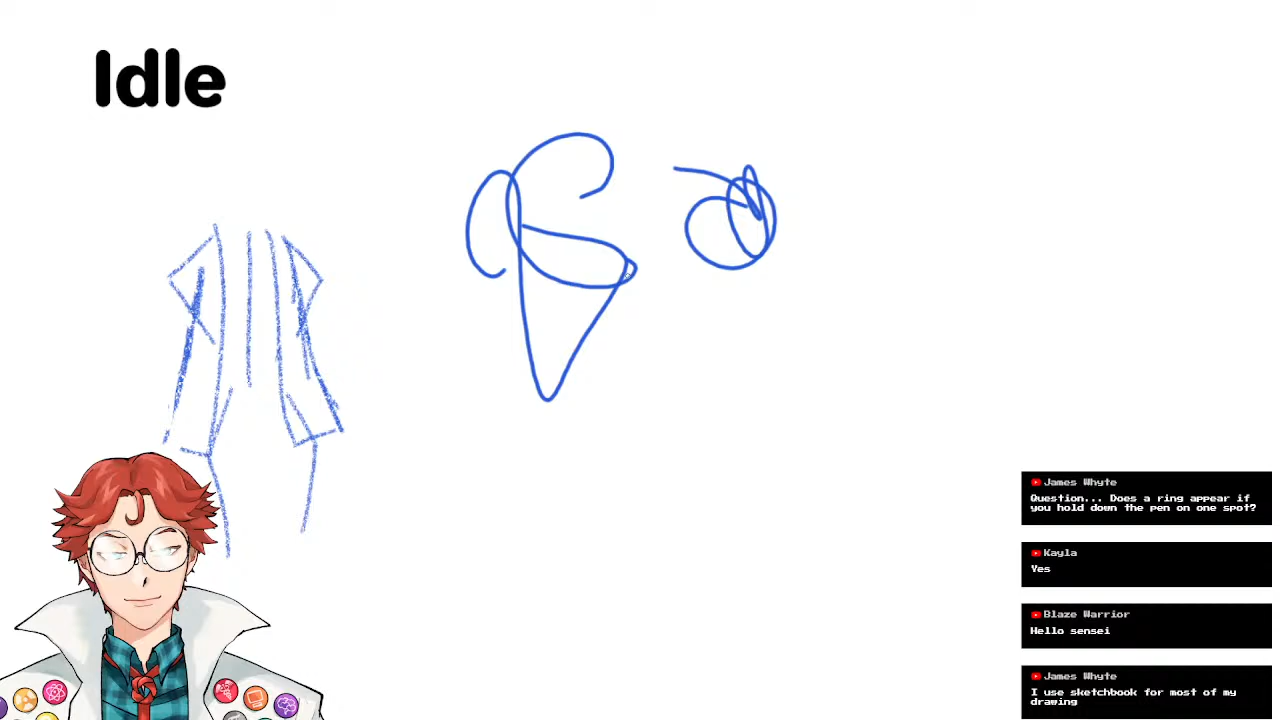 Idle
James Whyte
Question... Does a ring appear if
you hold down the pen on one spot?
Kayla
Yes
Blaze Warrior
Hello sensei
James Whyte
I use sketchbook for most of my
drawing